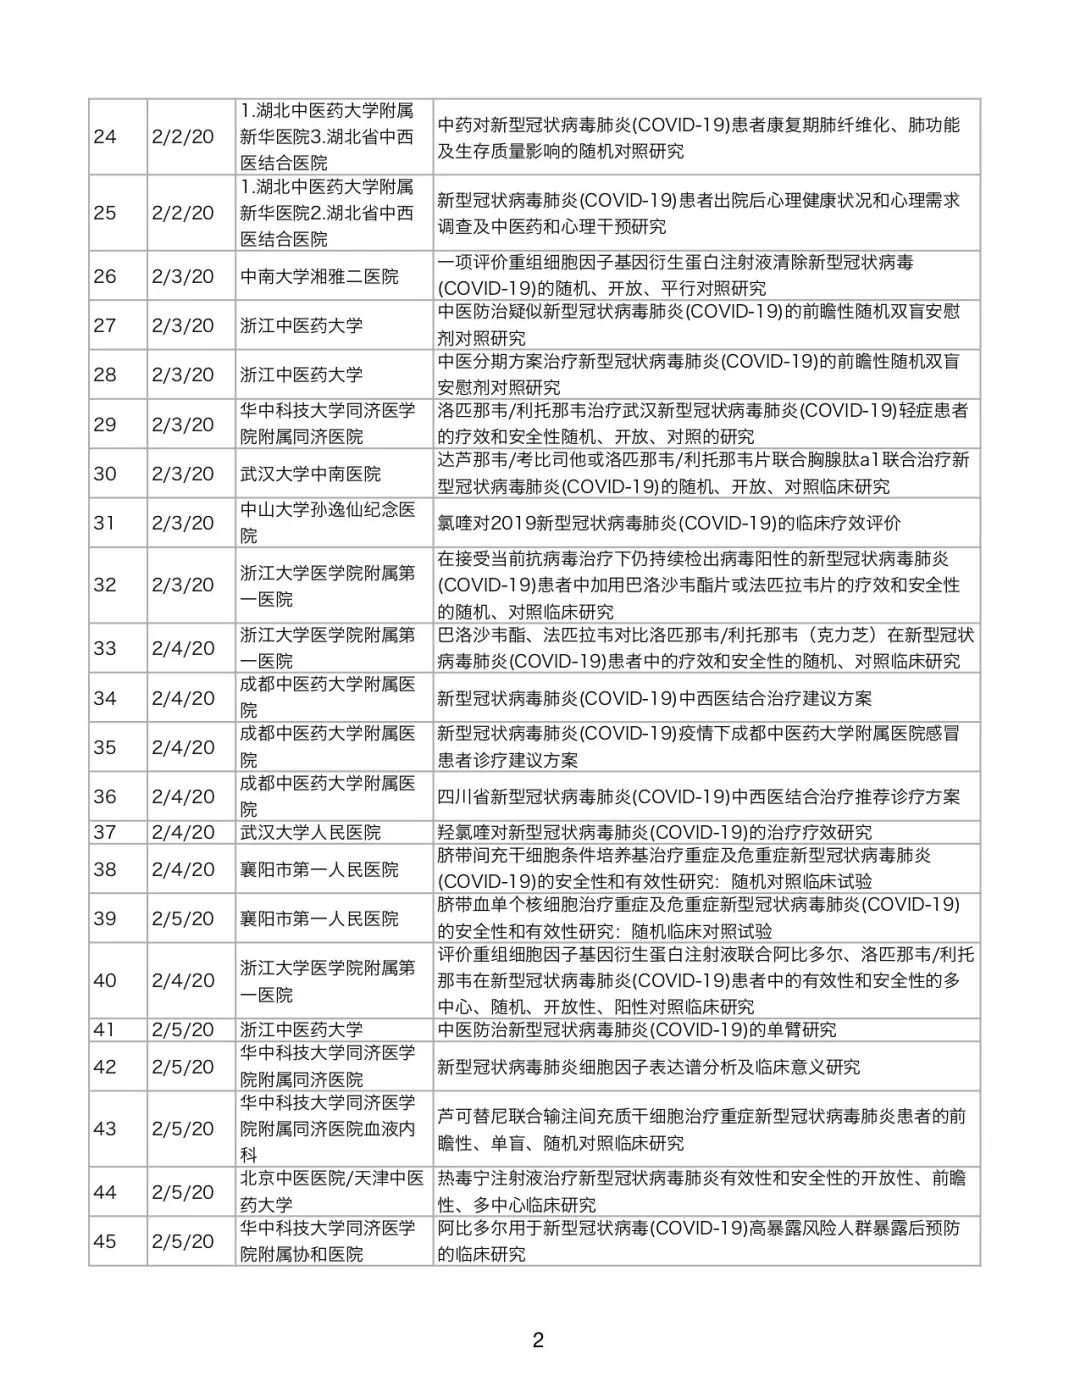 24
2/2/20
1.湖北中医药大学附属
新华医院3.湖北省中西
医结合医院
中药对新型冠状病毒肺炎(COVID-19)患者康复期肺纤维化、肺功能
及生存质量影响的随机对照研究
25
2/2/20
1.湖北中医药大学附属
新华医院2.湖北省中西
医结合医院
新型冠状病毒肺炎(COVID-19)患者出院后心理健康状况和心理需求
调查及中医药和心理干预研究
26
2/3/20
中南大学湘雅二医院
一项评价重组细胞因子基因衍生蛋白注射液清除新型冠状病毒
(COVID-19)的随机、开放、平行对照研究
27
2/3/20
浙江中医药大学
中医防治疑似新型冠状病毒肺炎(COVID-19)的前瞻性随机双盲安慰
剂对照研究
28
2/3/20
浙江中医药大学
中医分期方案治疗新型冠状病毒肺炎(COVID-19)的前瞻性随机双盲
安慰剂对照研究
29
2/3/20
华中科技大学同济医学
院附属同济医院
洛匹那韦/利托那韦治疗武汉新型冠状病毒肺炎(COVID-19)轻症患者
的疗效和安全性随机、开放、对照的研究
30
2/3/20
武汉大学中南医院
达芦那韦/考比司他或洛匹那韦/利托那韦片联合胸腺肽a1联合治疗新
型冠状病毒肺炎(COVID-19)的随机、开放、对照临床研究
31
2/3/20
中山大学孙逸仙纪念医
院
氯喹对2019新型冠状病毒肺炎(COVID-19)的临床疗效评价
32
2/3/20
浙江大学医学院附属第
一医院
在接受当前抗病毒治疗下仍持续检出病毒阳性的新型冠状病毒肺炎
(COVID-19)患者中加用巴洛沙韦酯片或法匹拉韦片的疗效和安全性
的随机、对照临床研究
33
2/4/20
浙江大学医学院附属第
一医院
巴洛沙韦酯、法匹拉韦对比洛匹那韦/利托那韦（克力芝）在新型冠状
病毒肺炎(COVID-19)患者中的疗效和安全性的随机、对照临床研究
34
2/4/20
成都中医药大学附属医
院
新型冠状病毒肺炎(COVID-19)中西医结合治疗建议方案
35
2/4/20
成都中医药大学附属医
院
新型冠状病毒肺炎(COVID-19)疫情下成都中医药大学附属医院感冒
患者诊疗建议方案
36
2/4/20
成都中医药大学附属医
院
四川省新型冠状病毒肺炎(COVID-19)中西医结合治疗推荐诊疗方案
37
2/4/20
武汉大学人民医院
羟氯喹对新型冠状病毒肺炎(COVID-19)的治疗疗效研究
38
2/4/20
襄阳市第一人民医院
脐带间充干细胞条件培养基治疗重症及危重症新型冠状病毒肺炎
(COVID-19)的安全性和有效性研究：随机对照临床试验
39
2/5/20
襄阳市第一人民医院
脐带血单个核细胞治疗重症及危重症新型冠状病毒肺炎(COVID-19)
的安全性和有效性研究：随机临床对照试验
40
2/4/20
浙江大学医学院附属第
一医院
评价重组细胞因子基因衍生蛋白注射液联合阿比多尔、洛匹那韦/利托
那韦在新型冠状病毒肺炎(COVID-19)患者中的有效性和安全性的多
中心、随机、开放性、阳性对照临床研究
41
2/5/20
浙江中医药大学
中医防治新型冠状病毒肺炎(COVID-19)的单臂研究
42
2/5/20
华中科技大学同济医学
院附属同济医院
新型冠状病毒肺炎细胞因子表达谱分析及临床意义研究
43
2/5/20
华中科技大学同济医学
院附属同济医院血液内
科
芦可替尼联合输注间充质干细胞治疗重症新型冠状病毒肺炎患者的前
瞻性、单盲、随机对照临床研究
44
2/5/20
北京中医医院/天津中医
药大学
热毒宁注射液治疗新型冠状病毒肺炎有效性和安全性的开放性、前瞻
性、多中心临床研究
45
2/5/20
华中科技大学同济医学
院附属协和医院
阿比多尔用于新型冠状病毒(COVID-19)高暴露风险人群暴露后预防
的临床研究
2